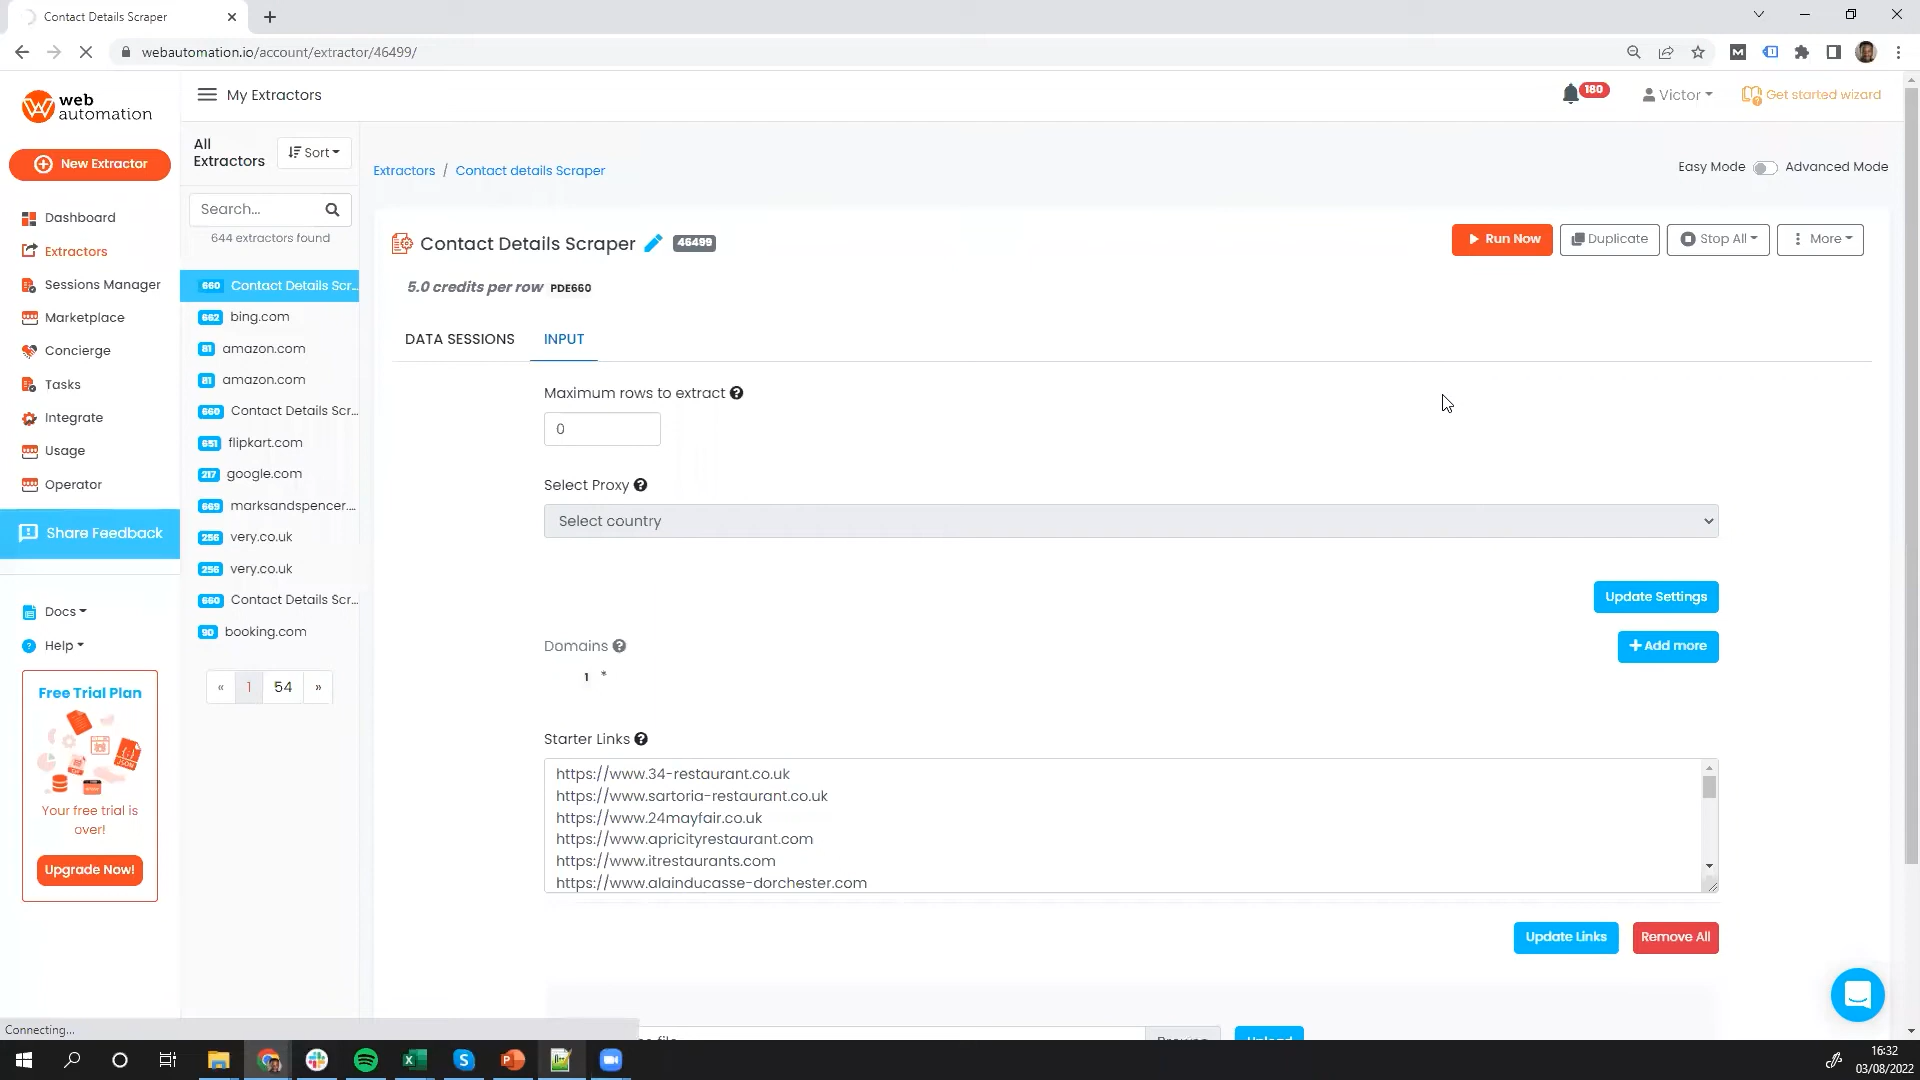 Contact Details Scraper
webautomation.io/account/extractor/46499/
web
automation
My Extractors
180
Victor
Get started wizard
New Extractor
All
Extractors
Sort
Extractors / Contact details Scraper
Easy Mode
Advanced Mode
Search...
644 extractors found
Dashboard
Extractors
Sessions Manager
Marketplace
Concierge
Tasks
Integrate
Usage
Operator
Share Feedback
Docs
Help
Free Trial Plan
Your free trial is
over!
Upgrade Now!
660 Contact Details Scr...
662 bing.com
81 amazon.com
81 amazon.com
660 Contact Details Scr...
651 flipkart.com
217 google.com
669 marksandspencer....
256 very.co.uk
256 very.co.uk
660 Contact Details Scr...
90 booking.com
« 1 54 »
Contact Details Scraper 46499
Run Now
Duplicate
Stop All
More
5.0 credits per row PDE660
DATA SESSIONS
INPUT
Maximum rows to extract
0
Select Proxy
Select country
Update Settings
Domains
Add more
1 *
Starter Links
https://www.34-restaurant.co.uk
https://www.sartoria-restaurant.co.uk
https://www.24mayfair.co.uk
https://www.apricityrestaurant.com
https://www.itrestaurants.com
https://www.alainducasse-dorchester.com
Update Links
Remove All
Connecting...
16:32
03/08/2022